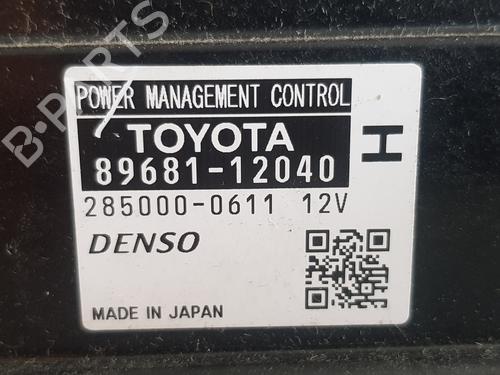 B-PARTS
POWER MANAGEMENT CONTROL
TOYOTA
89681-12040
H
285000-0611 12V
DENSO
MADE IN JAPAN